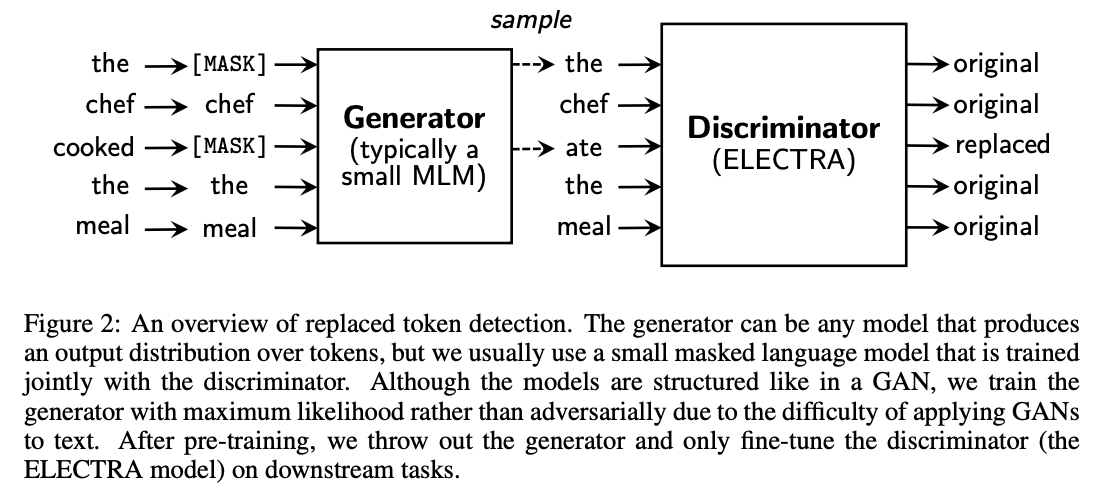 sample
the [MASK] the original
chef chef chef original
Generator
Discriminator
cooked [MASK] (typically a ate (ELECTRA) replaced
small MLM)
the the the original
meal meal meal original
Figure 2: An overview of replaced token detection. The generator can be any model that produces
an output distribution over tokens, but we usually use a small masked language model that is trained
jointly with the discriminator. Although the models are structured like in a GAN, we train the
generator with maximum likelihood rather than adversarially due to the difficulty of applying GANs
to text. After pre-training, we throw out the generator and only fine-tune the discriminator (the
ELECTRA model) on downstream tasks.